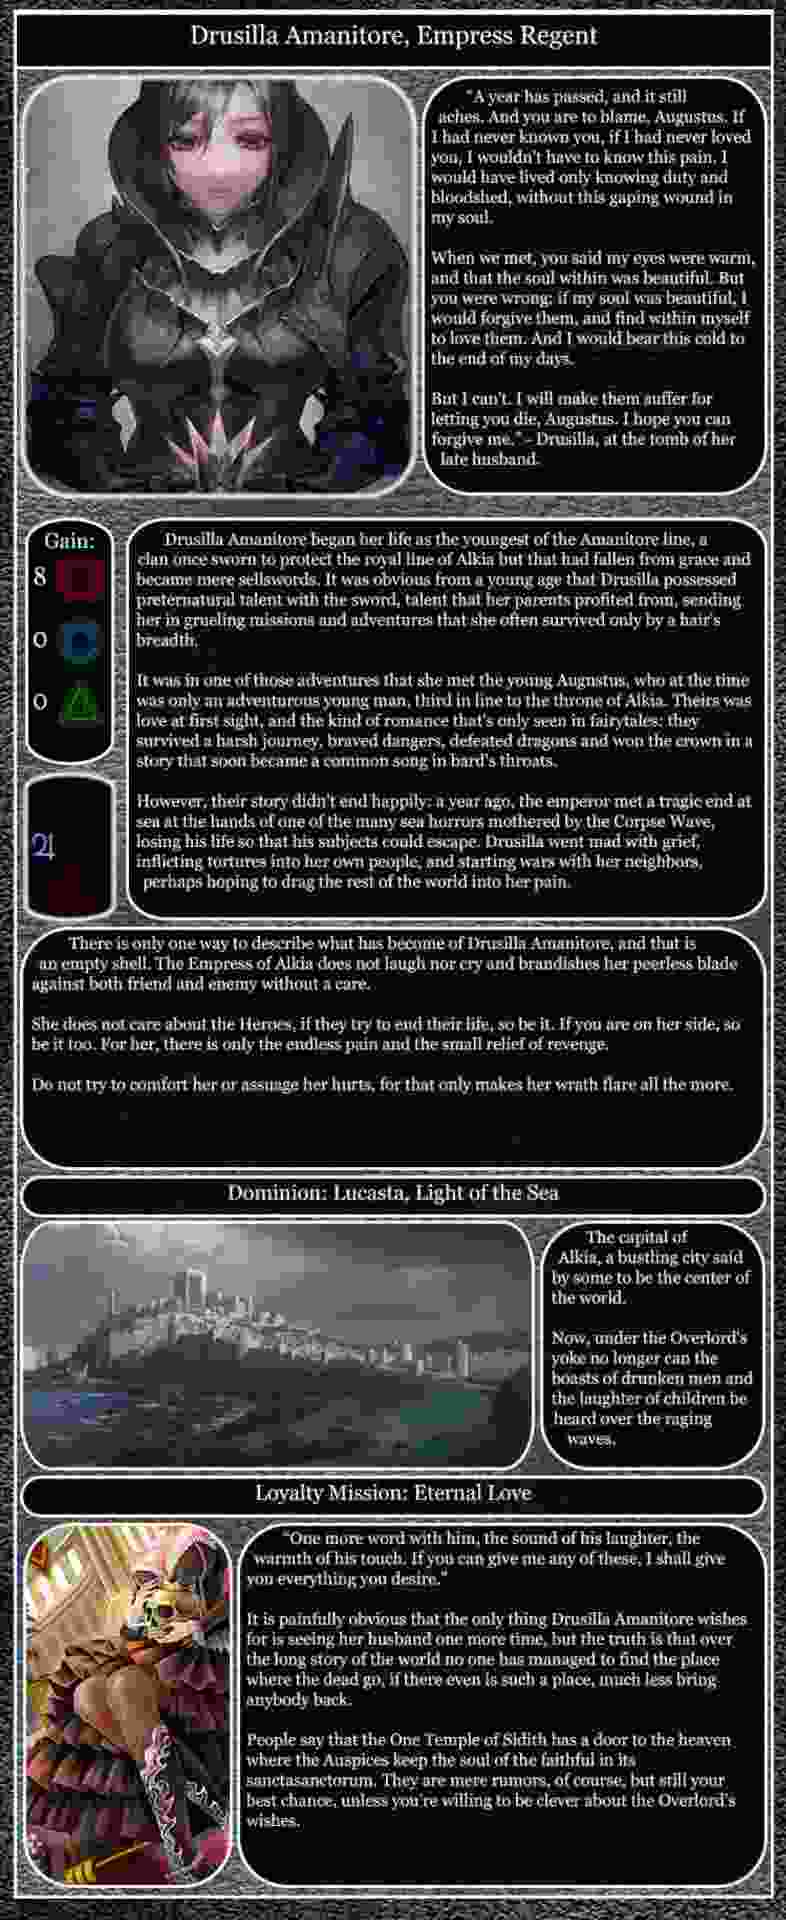 Drusilla Amanitore, Empress Regent
"A year has passed, and it still
aches. And you are to blame, Augustus. If
I had never known you, if I had never loved
you, I wouldn't have to know this pain. I
would have lived only knowing duty and
bloodshed, without this gaping wound in
my soul.
When we met, you said my eyes were warm,
and that the soul within was beautiful. But
you were wrong; if my soul was beautiful, I
would forgive them, and find within myself
to love them. And I would bear this cold to
the end of my days.
But I can't. I will make them suffer for
letting you die, Augustus. I hope you can
forgive me." - Drusilla, at the tomb of her
late husband.
Gain:
8
0
0
Drusilla Amanitore began her life as the youngest of the Amanitore line, a
clan once sworn to protect the royal line of Alkia but that had fallen from grace and
became mere sellswords. It was obvious from a young age that Drusilla possessed
preternatural talent with the sword, talent that her parents profited from, sending
her in grueling missions and adventures that she often survived only by a hair's
breadth.
It was in one of those adventures that she met the young Augustus, who at the time
was only an adventurous young man, third in line to the throne of Alkia. Theirs was
love at first sight, and the kind of romance that's only seen in fairytales: they
survived a harsh journey, braved dangers, defeated dragons and won the crown in a
story that soon became a common song in bard's throats.
However, their story didn't end happily: a year ago, the emperor met a tragic end at
sea at the hands of one of the many sea horrors mothered by the Corpse Wave,
losing his life so that his subjects could escape. Drusilla went mad with grief,
inflicting tortures into her own people, and starting wars with her neighbors,
perhaps hoping to drag the rest of the world into her pain.
♃
There is only one way to describe what has become of Drusilla Amanitore, and that is
an empty shell. The Empress of Alkia does not laugh nor cry and brandishes her peerless blade
against both friend and enemy without a care.
She does not care about the Heroes, if they try to end their life, so be it. If you are on her side, so
be it too. For her, there is only the endless pain and the small relief of revenge.
Do not try to comfort her or assuage her hurts, for that only makes her wrath flare all the more.
Dominion: Lucasta, Light of the Sea
The capital of
Alkia, a bustling city said
by some to be the center of
the world.
Now, under the Overlord's
yoke no longer can the
boasts of drunken men and
the laughter of children be
heard over the raging
waves.
Loyalty Mission: Eternal Love
"One more word with him, the sound of his laughter, the
warmth of his touch. If you can give me any of these, I shall give
you everything you desire."
It is painfully obvious that the only thing Drusilla Amanitore wishes
for is seeing her husband one more time, but the truth is that over
the long story of the world no one has managed to find the place
where the dead go, if there even is such a place, much less bring
anybody back.
People say that the One Temple of Sidith has a door to the heaven
where the Auspices keep the soul of the faithful in its
sanctasanctorum. They are mere rumors, of course, but still your
best chance, unless you're willing to be clever about the Overlord's
wishes.